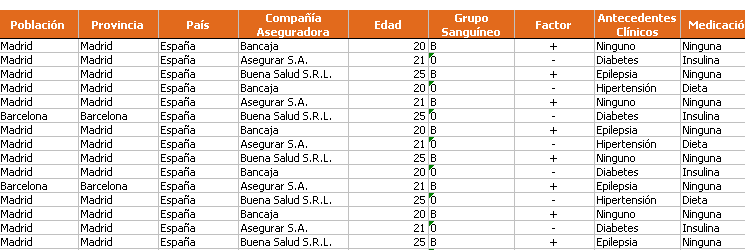 Población Provincia País Compañía Aseguradora Edad Grupo Sanguíneo Factor Antecedentes Clínicos Medicació
Madrid Madrid España Bancaja 20 B + Ninguno Ninguna
Madrid Madrid España Asegurar S.A. 21 0 - Diabetes Insulina
Madrid Madrid España Buena Salud S.R.L. 25 B + Epilepsia Ninguna
Madrid Madrid España Bancaja 20 0 - Hipertensión Dieta
Madrid Madrid España Asegurar S.A. 21 B + Ninguno Ninguna
Barcelona Barcelona España Buena Salud S.R.L. 25 0 - Diabetes Insulina
Madrid Madrid España Bancaja 20 B + Epilepsia Ninguna
Madrid Madrid España Asegurar S.A. 21 0 - Hipertensión Dieta
Madrid Madrid España Buena Salud S.R.L. 25 B + Ninguno Ninguna
Madrid Madrid España Bancaja 20 0 - Diabetes Insulina
Barcelona Barcelona España Asegurar S.A. 21 B + Epilepsia Ninguna
Madrid Madrid España Buena Salud S.R.L. 25 0 - Hipertensión Dieta
Madrid Madrid España Bancaja 20 B + Ninguno Ninguna
Madrid Madrid España Asegurar S.A. 21 0 - Diabetes Insulina
Madrid Madrid España Buena Salud S.R.L. 25 B + Epilepsia Ninguna